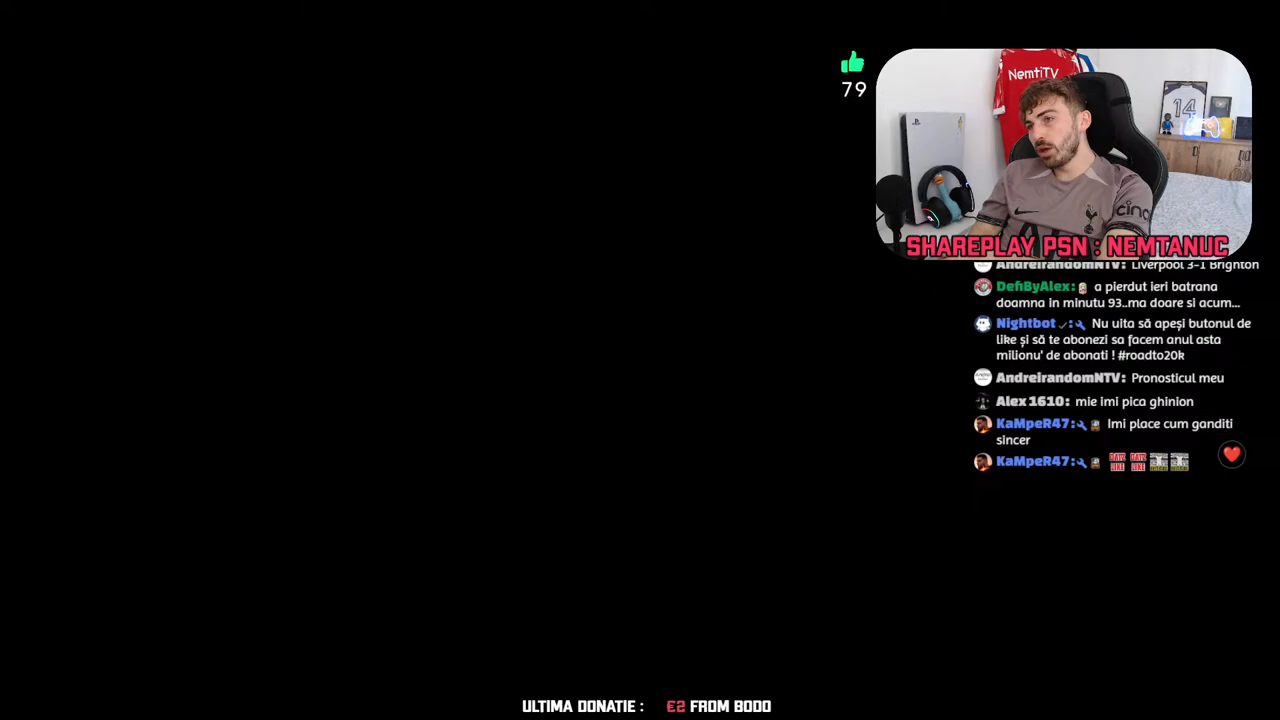 79
NemtiTV
14
cinc
SHAREPLAY PSN : NEMTANUC
AndreirandomNTV: Liverpool 3-1 Brighton
DefiByAlex: a pierdut ieri batrana
doamna in minutu 93..ma doare si acum...
Nightbot : Nu uita să apeși butonul de
like și să te abonezi sa facem anul asta
milionu' de abonati ! #roadto20k
AndreirandomNTV: Pronosticul meu
Alex 1610: mie imi pica ghinion
KaMpeR47: Imi place cum ganditi
sincer
KaMpeR47:
ULTIMA DONATIE : €2 FROM BODO